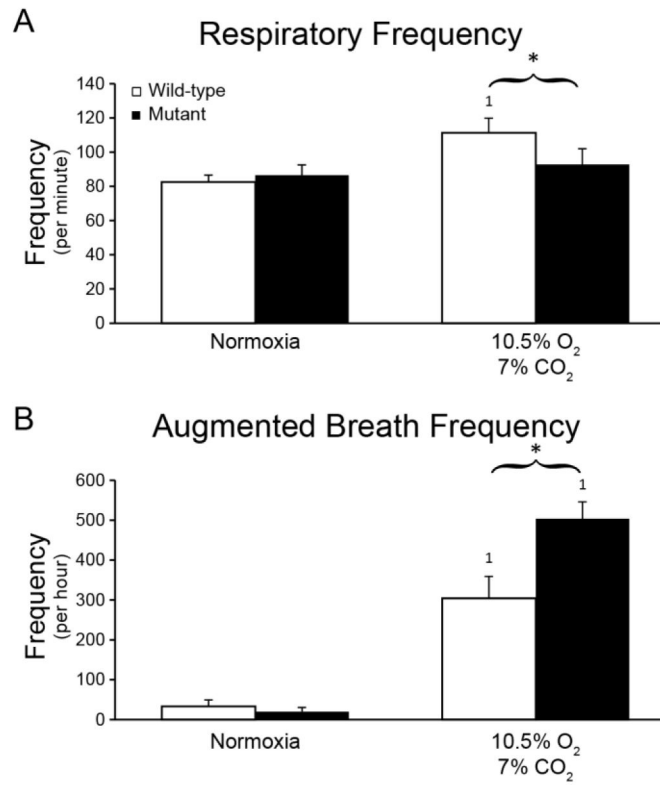 A
Respiratory Frequency
*
140
120
100
80
60
40
20
0
Frequency
(per minute)
Wild-type
Mutant
1
Normoxia
10.5% O₂
7% CO₂
B
Augmented Breath Frequency
*
600
500
400
300
200
100
0
Frequency
(per hour)
1
1
Normoxia
10.5% O₂
7% CO₂